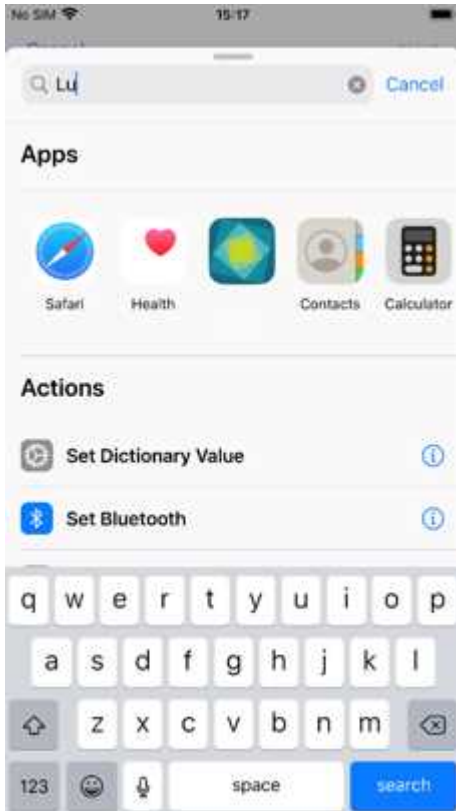 No SIM 15:17
Lu Cancel
Apps
Safari Health Contacts Calculator
Actions
Set Dictionary Value
Set Bluetooth
q w e r t y u i o p
a s d f g h j k l
z x c v b n m
123 space search